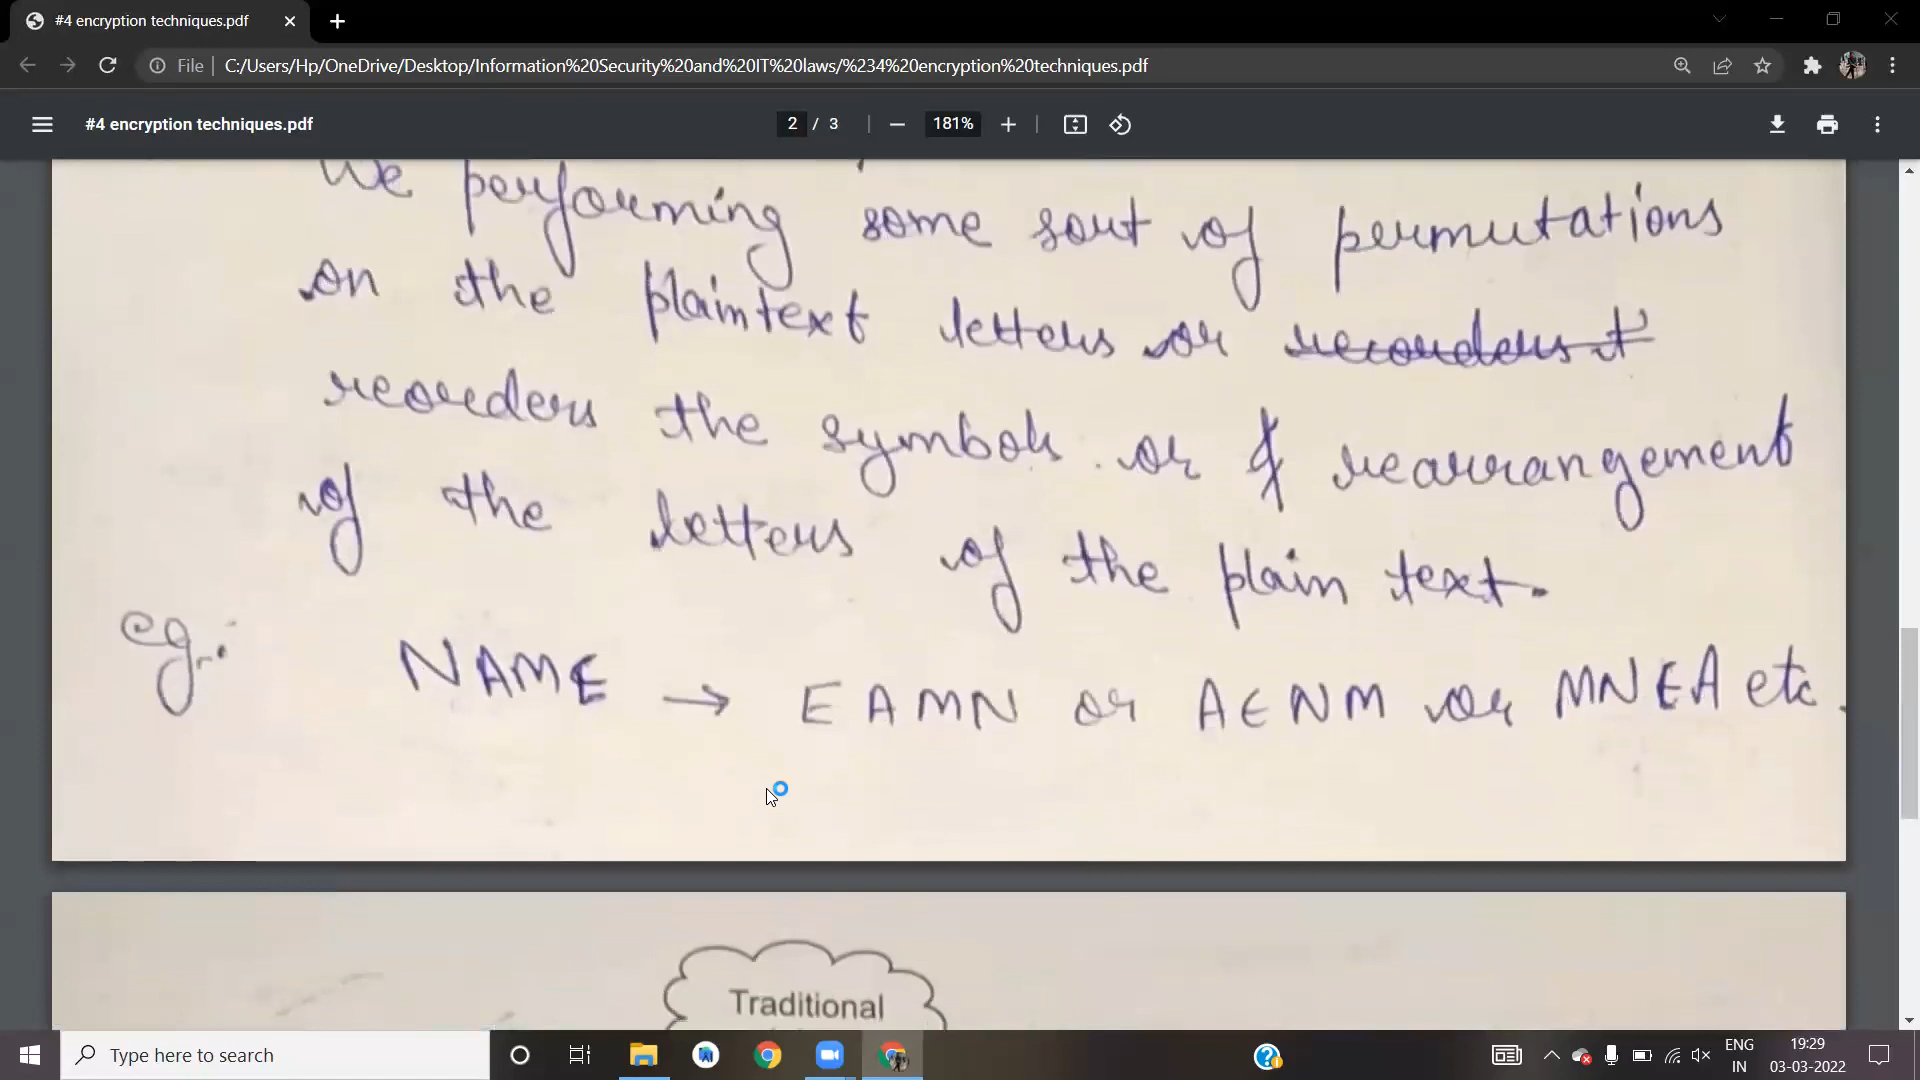 #4 encryption techniques.pdf
File
C:/Users/Hp/OneDrive/Desktop/Information%20Security%20and%20IT%20laws/%234%20encryption%20techniques.pdf
#4 encryption techniques.pdf
2 / 3
181%
We performing some sort of permutations
on the plaintext letters or recorders t
reorders the symbols or & rearrangement
of the letters of the plain text.
eg.:
NAME → EAMN or AENM or MNEA etc.
Traditional
Type here to search
ENG
IN
19:29
03-03-2022